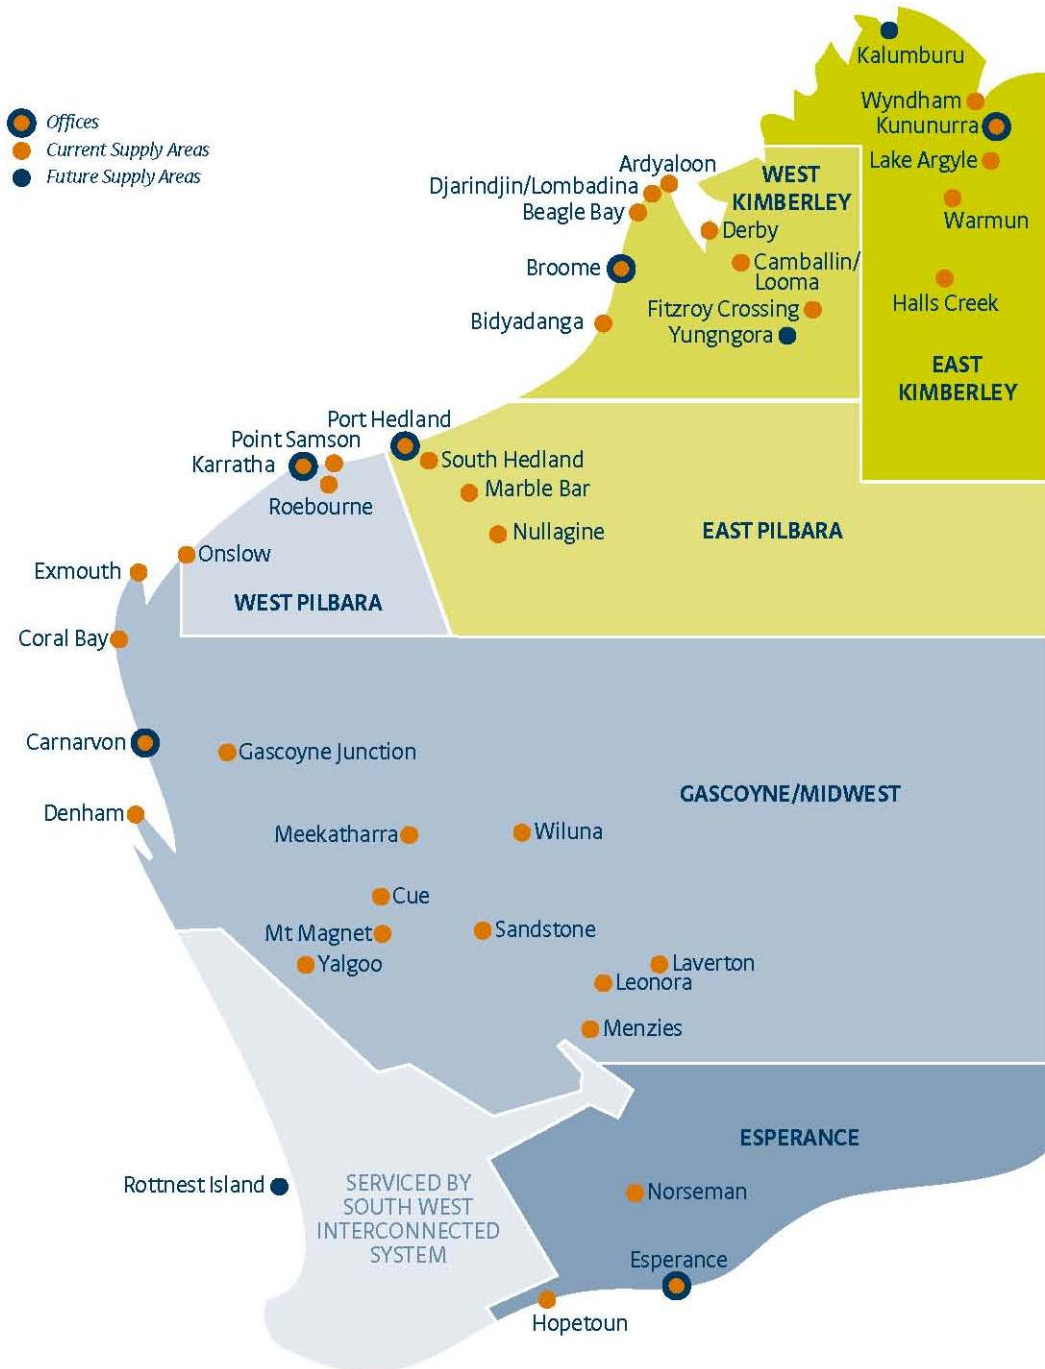 Offices
Current Supply Areas
Future Supply Areas
Kalumburu
Wyndham
Kununurra
Lake Argyle
Warmun
Halls Creek
EAST
KIMBERLEY
Ardyaloon
Djarindjin/Lombadina
Beagle Bay
WEST
KIMBERLEY
Derby
Broome
Camballin/
Looma
Bidyadanga
Fitzroy Crossing
Yungngora
Port Hedland
Point Samson
Karratha
South Hedland
Roebourne
Marble Bar
Nullagine
EAST PILBARA
Onslow
Exmouth
WEST PILBARA
Coral Bay
Carnarvon
Gascoyne Junction
GASCOYNE/MIDWEST
Denham
Meekatharra
Wiluna
Cue
Mt Magnet
Sandstone
Yalgoo
Laverton
Leonora
Menzies
ESPERANCE
Rottnest Island
SERVICED BY
SOUTH WEST
INTERCONNECTED
SYSTEM
Norseman
Esperance
Hopetoun